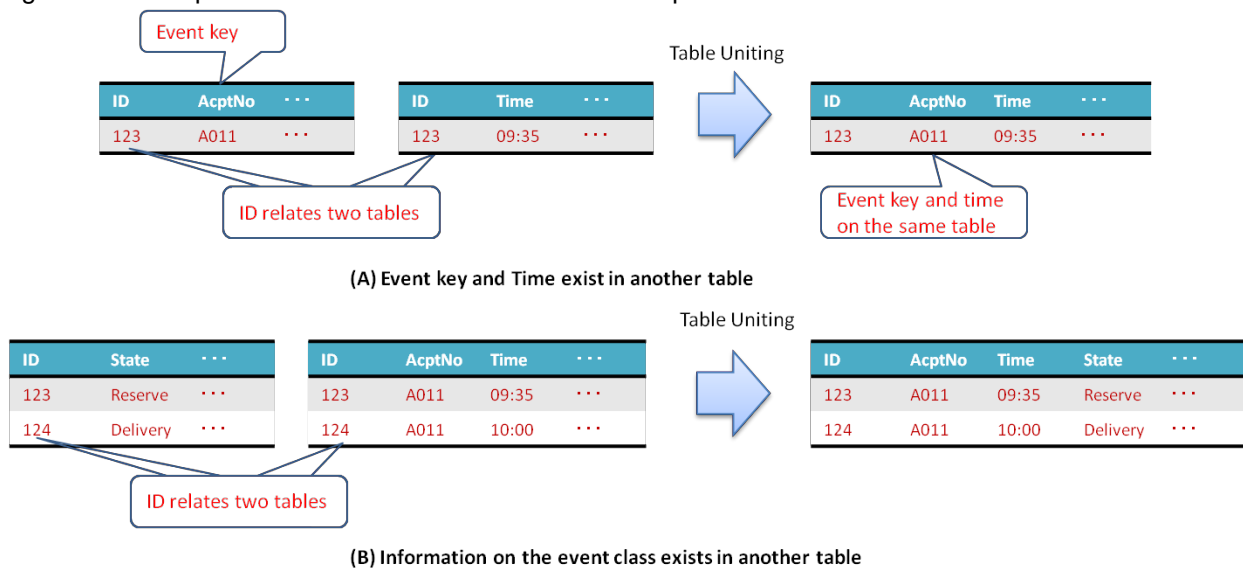 Event key
Table Uniting
ID AcptNo ···
123 A011 ···
ID Time ···
123 09:35 ···
ID AcptNo Time ···
123 A011 09:35 ···
ID relates two tables
Event key and time
on the same table
(A) Event key and Time exist in another table
Table Uniting
ID State ···
123 Reserve ···
124 Delivery ···
ID AcptNo Time ···
123 A011 09:35 ···
124 A011 10:00 ···
ID AcptNo Time State ···
123 A011 09:35 Reserve ···
124 A011 10:00 Delivery ···
ID relates two tables
(B) Information on the event class exists in another table